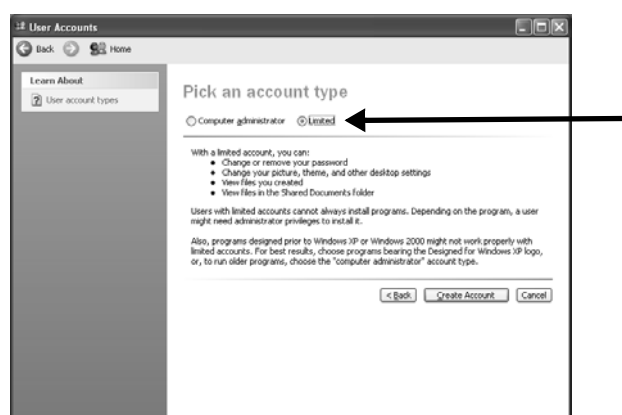 User Accounts
Back Home
Learn About
User account types
Pick an account type
Computer administrator Limited
With a limited account, you can:
Change or remove your password
Change your picture, theme, and other desktop settings
View files you created
View files in the Shared Documents folder
Users with limited accounts cannot always install programs. Depending on the program, a user
might need administrator privileges to install it.
Also, programs designed prior to Windows XP or Windows 2000 might not work properly with
limited accounts. For best results, choose programs bearing the Designed for Windows XP logo,
or, to run older programs, choose the "computer administrator" account type.
< Back Create Account Cancel